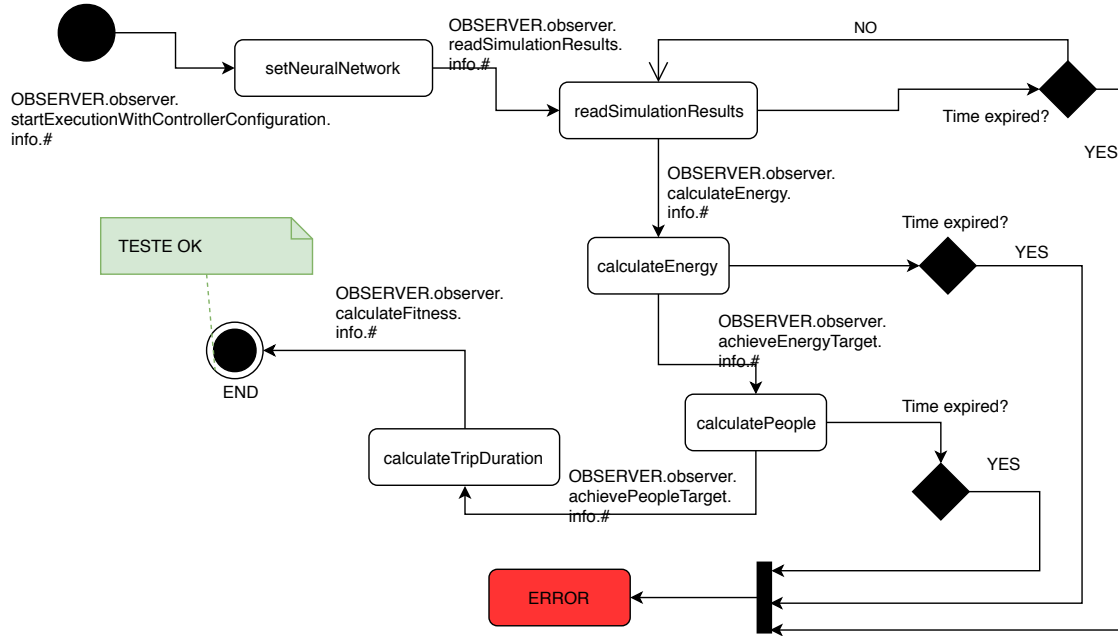 OBSERVER.observer.
startExecutionWithControllerConfiguration.
info.#
setNeuralNetwork
OBSERVER.observer.
readSimulationResults.
info.#
readSimulationResults
NO
Time expired?
YES
OBSERVER.observer.
calculateEnergy.
info.#
calculateEnergy
Time expired?
YES
TESTE OK
OBSERVER.observer.
calculateFitness.
info.#
END
OBSERVER.observer.
achieveEnergyTarget.
info.#
calculatePeople
Time expired?
YES
calculateTripDuration
OBSERVER.observer.
achievePeopleTarget.
info.#
ERROR